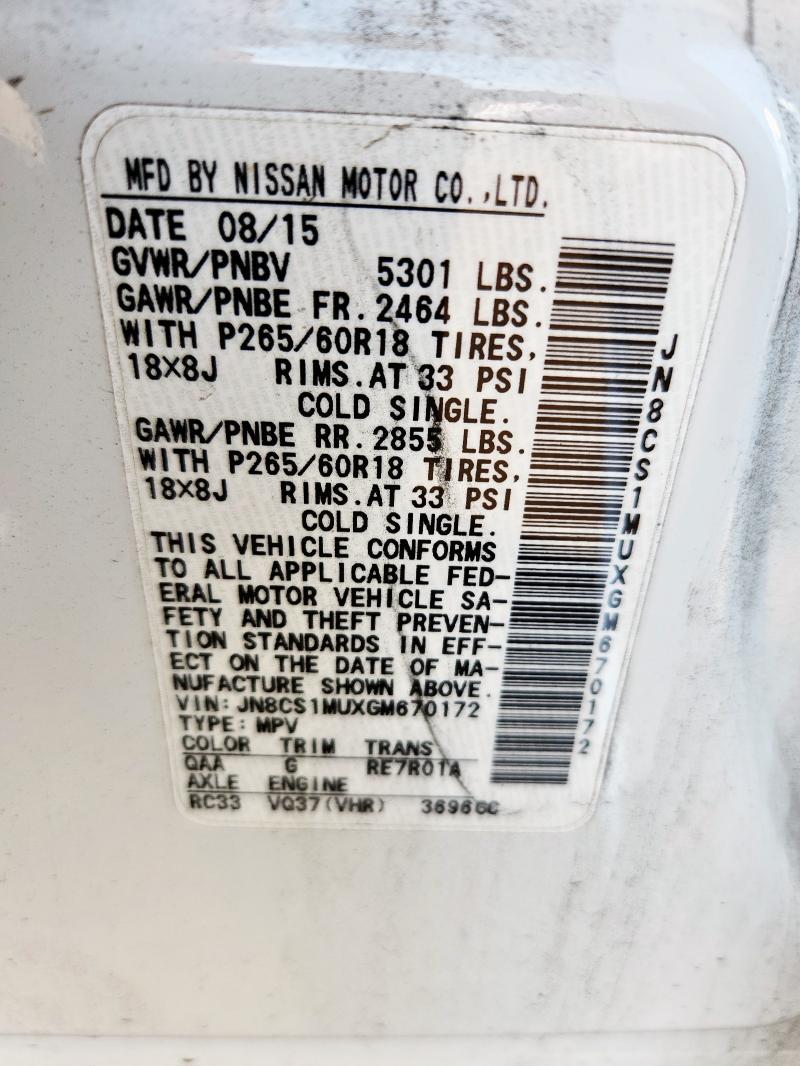 MFD BY NISSAN MOTOR CO.,LTD.
DATE 08/15
GVWR/PNBV 5301 LBS.
GAWR/PNBE FR. 2464 LBS.
WITH P265/60R18 TIRES,
18X8J RIMS.AT 33 PSI
COLD SINGLE.
GAWR/PNBE RR. 2855 LBS.
WITH P265/60R18 TIRES,
18X8J RIMS.AT 33 PSI
COLD SINGLE.
THIS VEHICLE CONFORMS
TO ALL APPLICABLE FED-
ERAL MOTOR VEHICLE SA-
FETY AND THEFT PREVEN-
TION STANDARDS IN EFF-
ECT ON THE DATE OF MA-
NUFACTURE SHOWN ABOVE.
VIN: JN8CS1MUXGM670172
TYPE: MPV
COLOR TRIM TRANS
QAA G RE7R01A
AXLE ENGINE
RC33 VQ37(VHR) 36966C
JN8CS1MUXGM670172